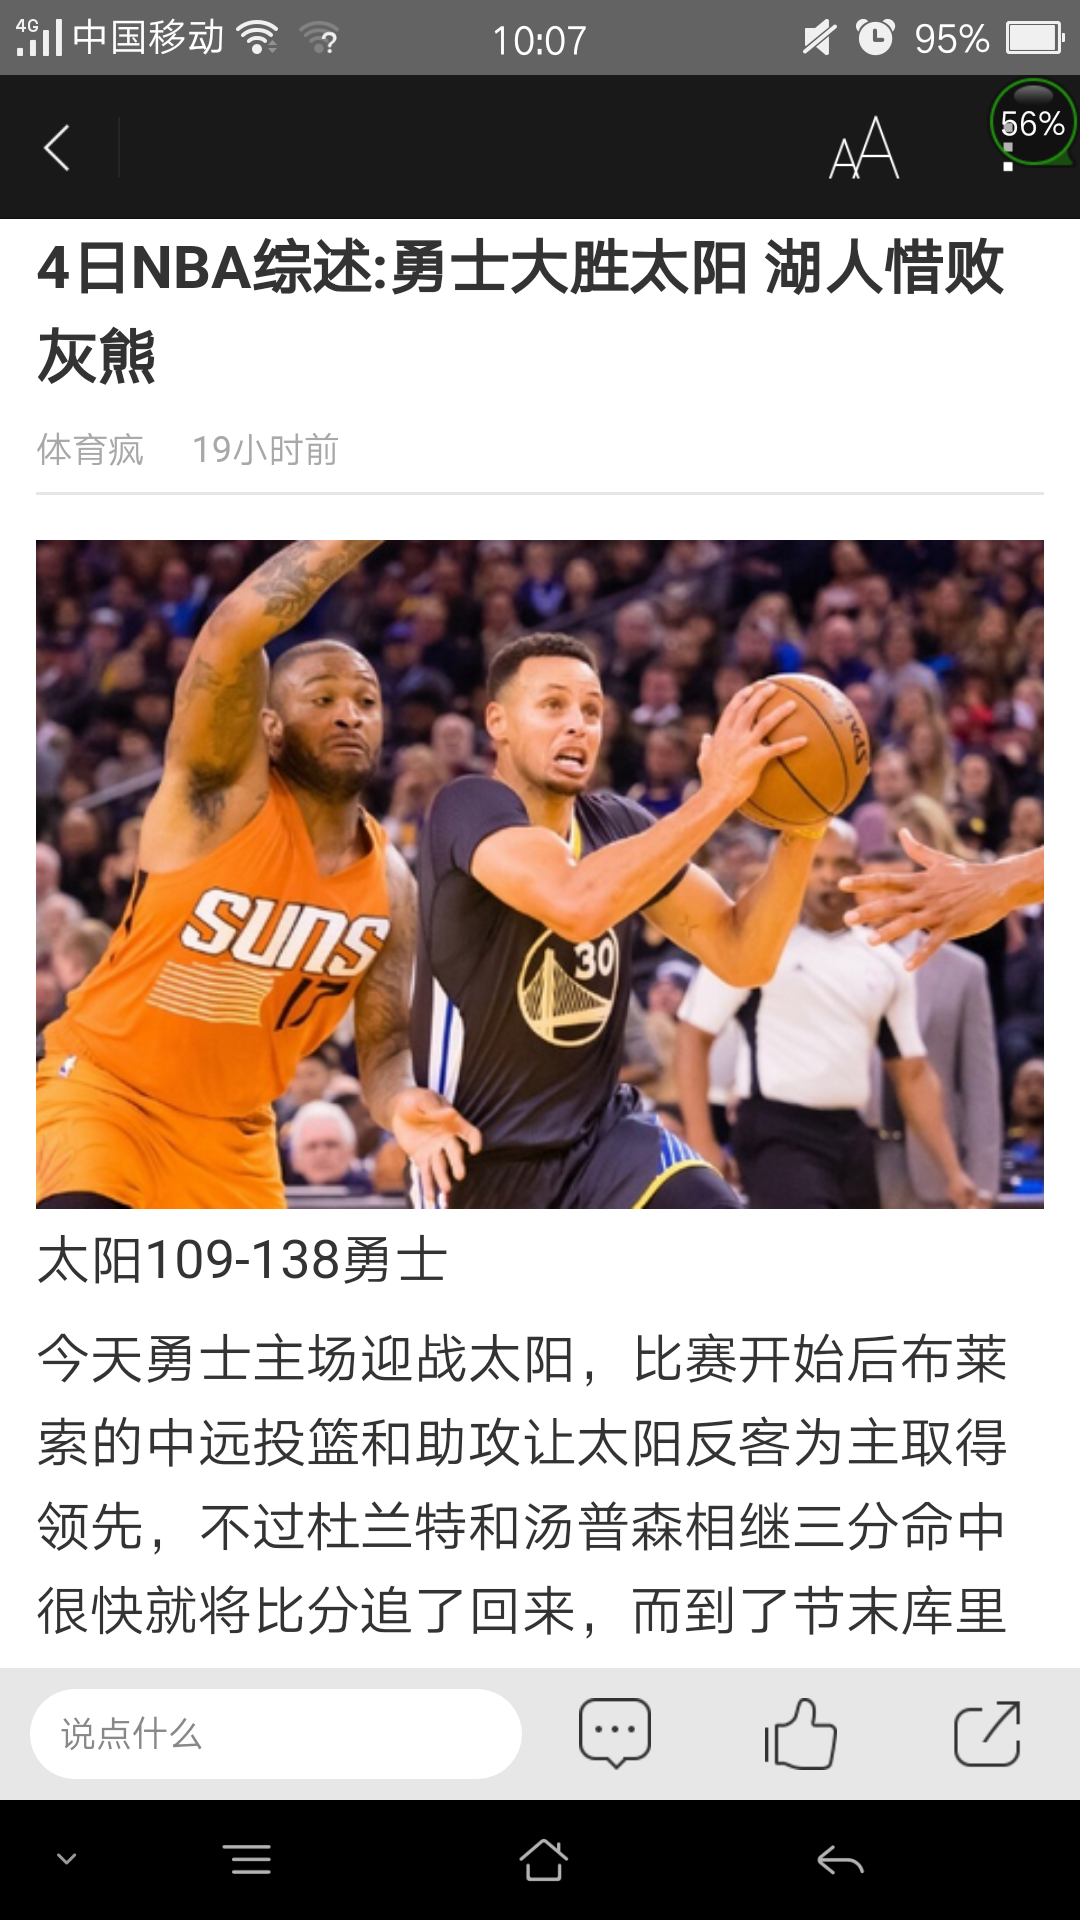 4G 中国移动 10:07 95%
AA 56%
4日NBA综述:勇士大胜太阳 湖人惜败
灰熊
体育疯 19小时前
SUNS
17
30
太阳109-138勇士
今天勇士主场迎战太阳，比赛开始后布莱
索的中远投篮和助攻让太阳反客为主取得
领先，不过杜兰特和汤普森相继三分命中
很快就将比分追了回来，而到了节末库里
说点什么